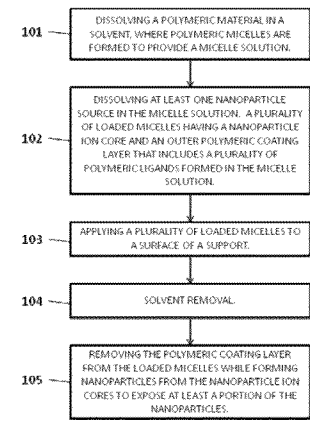 101
DISSOLVING A POLYMERIC MATERIAL IN A
SOLVENT, WHERE POLYMERIC MICELLES ARE
FORMED TO PROVIDE A MICELLE SOLUTION.
102
DISSOLVING AT LEAST ONE NANOPARTICLE
SOURCE IN THE MICELLE SOLUTION. A PLURALITY
OF LOADED MICELLES HAVING A NANOPARTICLE
ION CORE AND AN OUTER POLYMERIC COATING
LAYER THAT INCLUDES A PLURALITY OF
POLYMERIC LIGANDS FORMED IN THE MICELLE
SOLUTION.
103
APPLYING A PLURALITY OF LOADED MICELLES TO
A SURFACE OF A SUPPORT.
104
SOLVENT REMOVAL.
105
REMOVING THE POLYMERIC COATING LAYER
FROM THE LOADED MICELLES WHILE FORMING
NANOPARTICLES FROM THE NANOPARTICLE ION
CORES TO EXPOSE AT LEAST A PORTION OF THE
NANOPARTICLES.